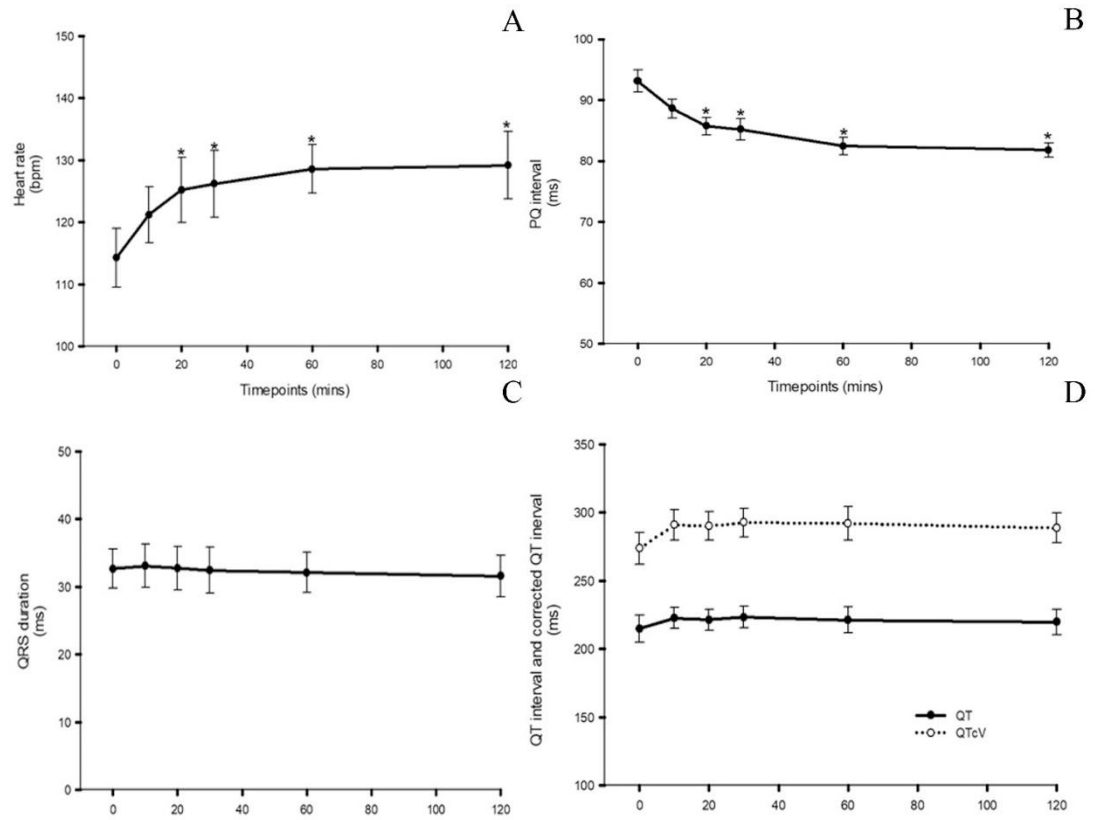 A
150
140
130
120
110
100
* * * *
Heart rate
(bpm)
0 20 40 60 80 100 120
Timepoints (mins)
B
100
90
80
70
60
50
* * * *
PQ interval
(ms)
0 20 40 60 80 100 120
Timepoints (mins)
C
50
40
30
20
10
0
QRS duration
(ms)
0 20 40 60 80 100 120
D
350
300
250
200
150
100
QT interval and corrected QT inerval
(ms)
QT
QTcV
0 20 40 60 80 100 120